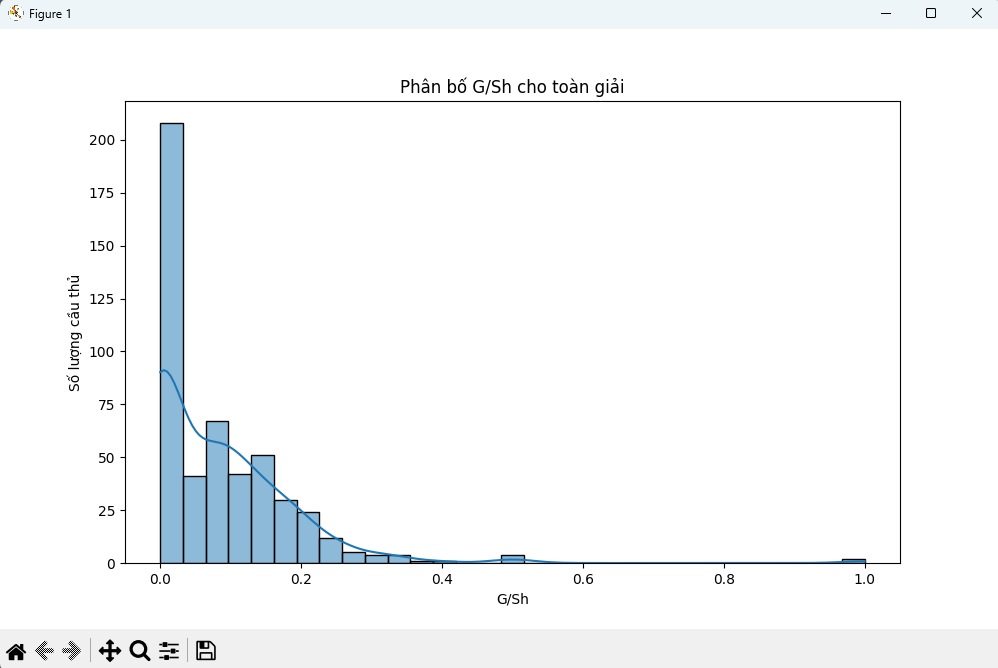 Figure 1
Phân bố G/Sh cho toàn giải
200
175
150
125
100
75
50
25
0
Số lượng cầu thủ
0.0 0.2 0.4 0.6 0.8 1.0
G/Sh